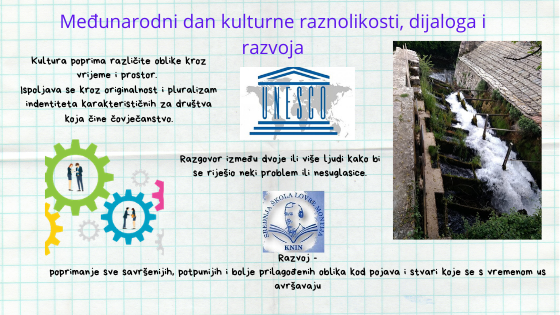 Međunarodni dan kulturne raznolikosti, dijaloga i
razvoja
Kultura poprima različite oblike kroz
vrijeme i prostor.
Ispoljava se kroz originalnost i pluralizam
indentiteta karakterističnih za društva
koja čine čovječanstvo.
UNESCO
Razgovor između dvoje ili više ljudi kako bi
se riješio neki problem ili nesuglasice.
SREDNJA ŠKOLA LOVRE MONTIJA
KNIN
Razvoj -
poprimanje sve savršenijih, potpunijih i bolje prilagođenih oblika kod pojava i stvari koje se s vremenom us
avršavaju